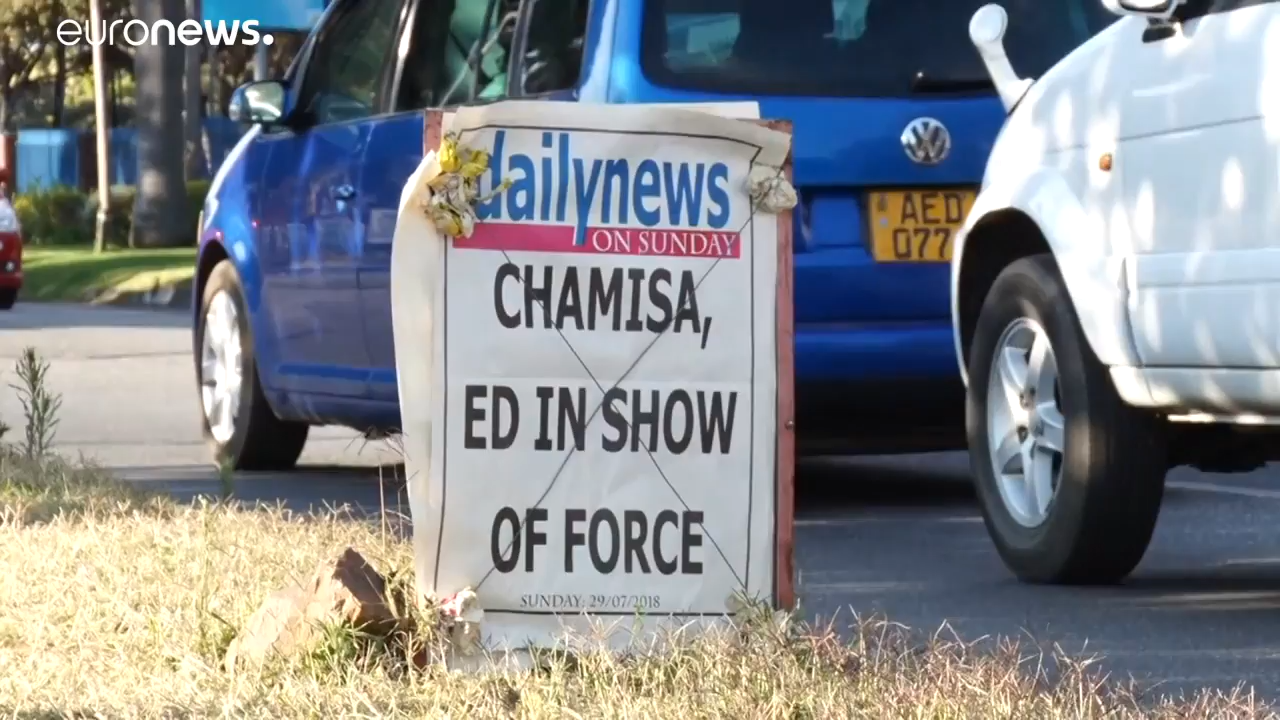 euronews.
dailynews
ON SUNDAY
CHAMISA,
ED IN SHOW
OF FORCE
SUNDAY, 29/07/2018
AED
077